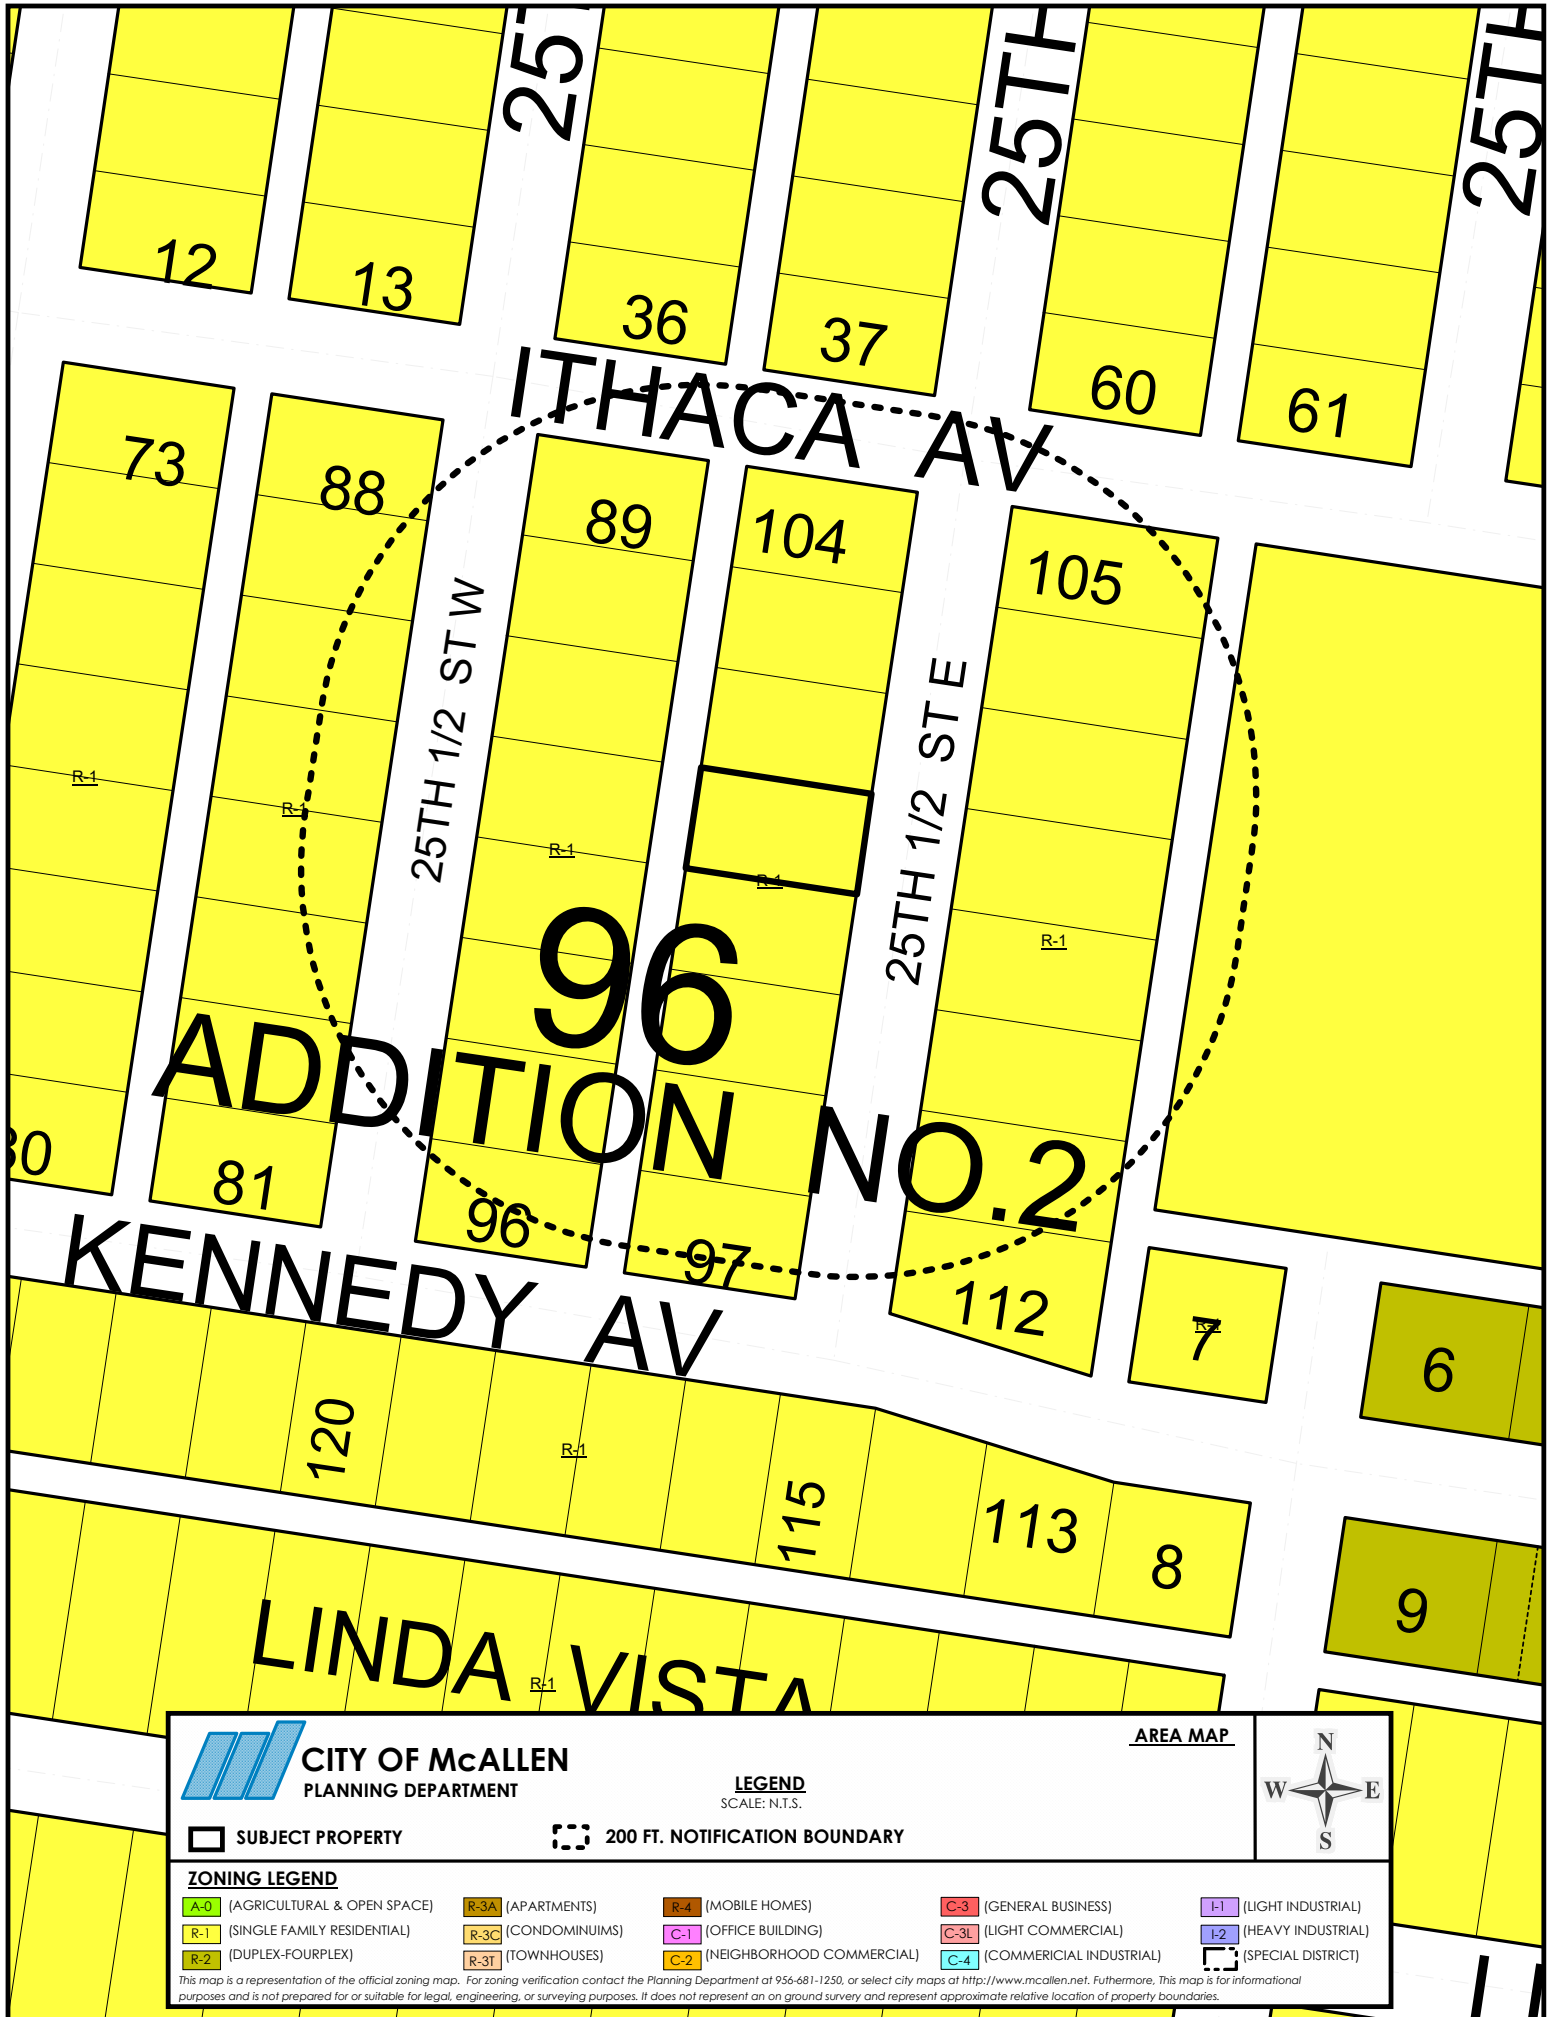 25T
25TH
25TH
12
13
36
37
60
61
ITHACA AV
73
88
89
104
105
25TH 1/2 ST W
25TH 1/2 ST E
R-1
R-1
R-1
R-1
R-1
96
ADDITION NO.2
80
81
96
97
112
7
R-1
6
KENNEDY AV
120
R-1
115
113
8
9
LINDA VISTA
R-1
CITY OF McALLEN
PLANNING DEPARTMENT
LEGEND
SCALE: N.T.S.
AREA MAP
N
W E
S
SUBJECT PROPERTY
200 FT. NOTIFICATION BOUNDARY
ZONING LEGEND
A-0 (AGRICULTURAL & OPEN SPACE) R-3A (APARTMENTS) R-4 (MOBILE HOMES) C-3 (GENERAL BUSINESS) I-1 (LIGHT INDUSTRIAL)
R-1 (SINGLE FAMILY RESIDENTIAL) R-3C (CONDOMINUIMS) C-1 (OFFICE BUILDING) C-3L (LIGHT COMMERCIAL) I-2 (HEAVY INDUSTRIAL)
R-2 (DUPLEX-FOURPLEX) R-3T (TOWNHOUSES) C-2 (NEIGHBORHOOD COMMERCIAL) C-4 (COMMERICIAL INDUSTRIAL) (SPECIAL DISTRICT)
This map is a representation of the official zoning map. For zoning verification contact the Planning Department at 956-681-1250, or select city maps at http://www.mcallen.net. Futhermore, This map is for informational
purposes and is not prepared for or suitable for legal, engineering, or surveying purposes. It does not represent an on ground survey and represent approximate relative location of property boundaries.